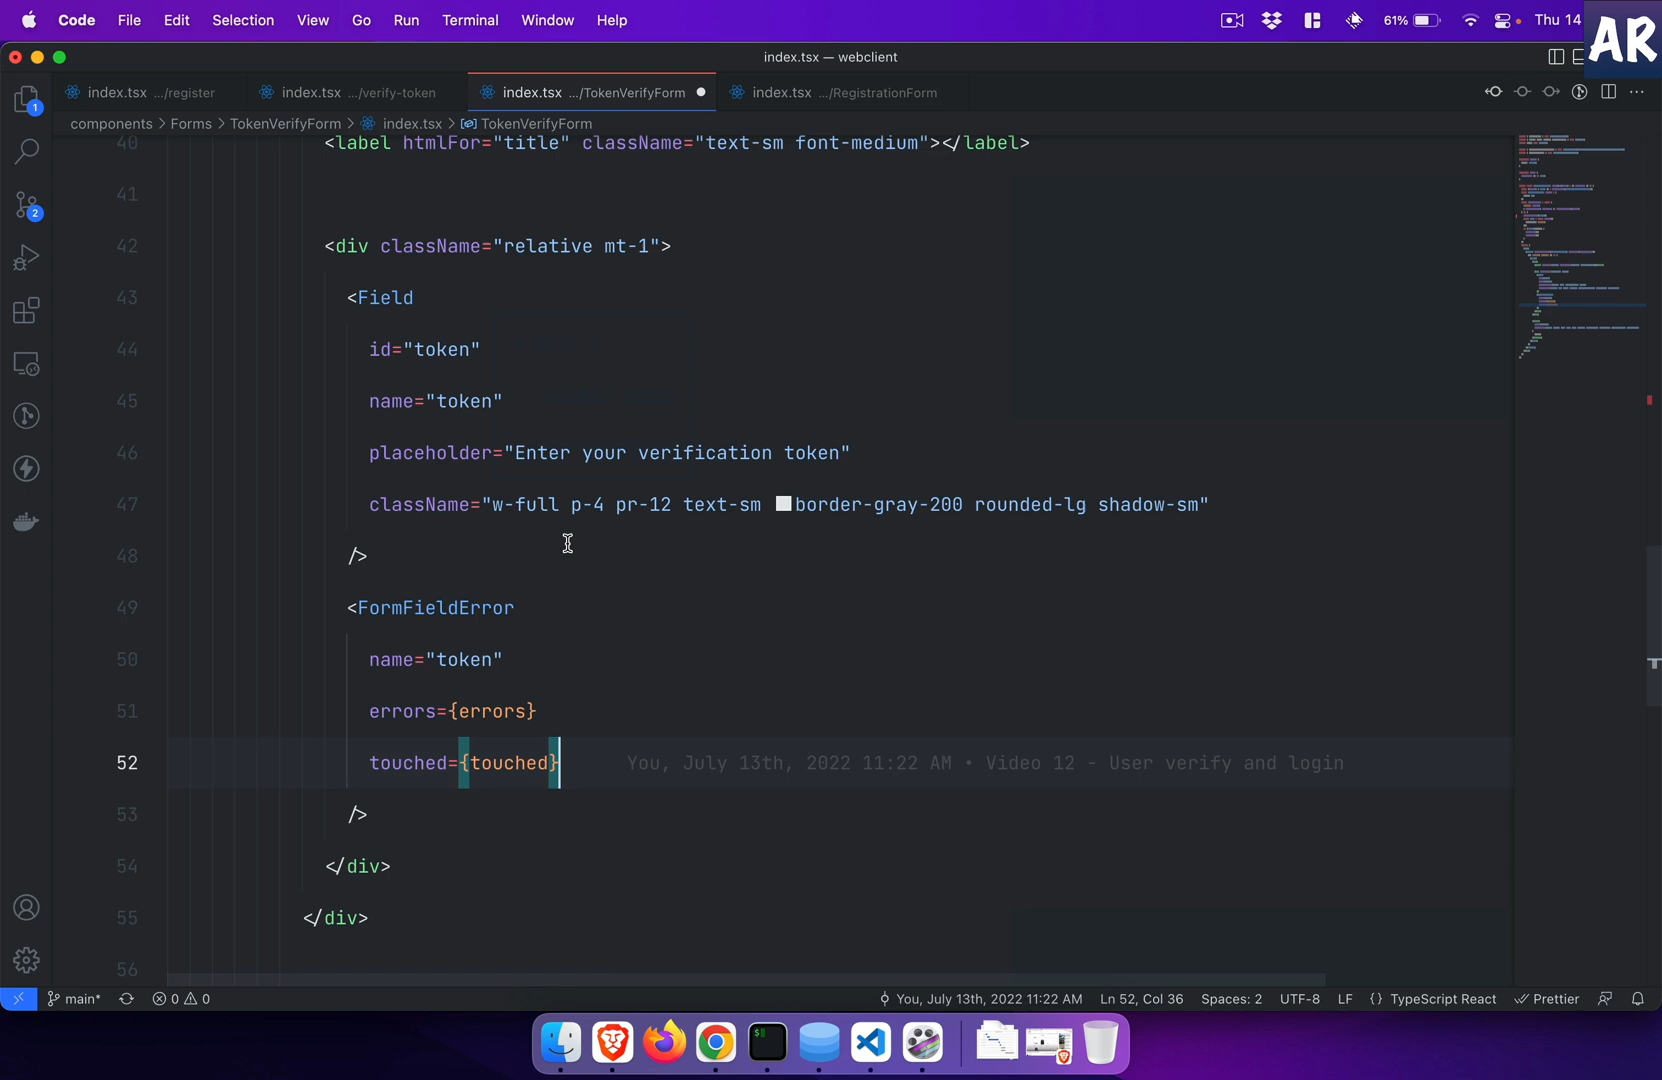 Code File Edit Selection View Go Run Terminal Window Help 61% Thu 14
AR
index.tsx — webclient
index.tsx .../register index.tsx .../verify-token index.tsx .../TokenVerifyForm index.tsx .../RegistrationForm
components > Forms > TokenVerifyForm > index.tsx > TokenVerifyForm
40 <label htmlFor="title" className="text-sm font-medium"></label>
41
42 <div className="relative mt-1">
43 <Field
44 id="token"
45 name="token"
46 placeholder="Enter your verification token"
47 className="w-full p-4 pr-12 text-sm border-gray-200 rounded-lg shadow-sm"
48 />
49 <FormFieldError
50 name="token"
51 errors={errors}
52 touched={touched} You, July 13th, 2022 11:22 AM • Video 12 - User verify and login
53 />
54 </div>
55 </div>
56
1
2
main* 0 0 You, July 13th, 2022 11:22 AM Ln 52, Col 36 Spaces: 2 UTF-8 LF {} TypeScript React Prettier